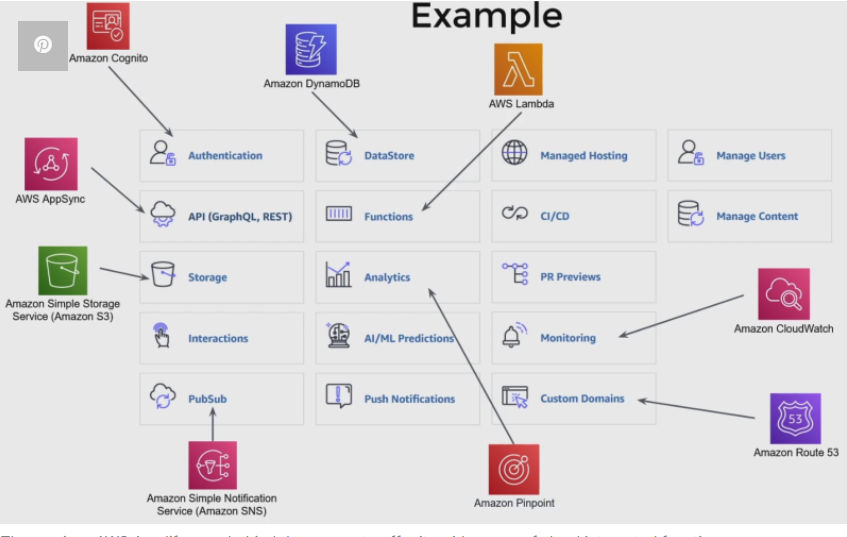 Example
Amazon Cognito
Amazon DynamoDB
AWS Lambda
Authentication
DataStore
Managed Hosting
Manage Users
AWS AppSync
API (GraphQL, REST)
Functions
CI/CD
Manage Content
Storage
Analytics
PR Previews
Amazon Simple Storage
Service (Amazon S3)
Amazon CloudWatch
Interactions
AI/ML Predictions
Monitoring
PubSub
Push Notifications
Custom Domains
53
Amazon Route 53
Amazon Simple Notification
Service (Amazon SNS)
Amazon Pinpoint